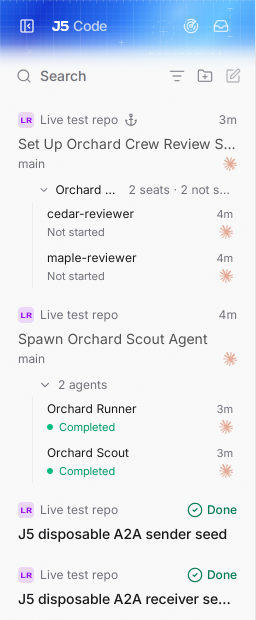 J5 Code
Search
LR Live test repo 3m
Set Up Orchard Crew Review S...
main
Orchard ... 2 seats · 2 not s...
cedar-reviewer 4m
Not started
maple-reviewer 4m
Not started
LR Live test repo 4m
Spawn Orchard Scout Agent
main
2 agents
Orchard Runner 3m
Completed
Orchard Scout 3m
Completed
LR Live test repo Done
J5 disposable A2A sender seed
LR Live test repo Done
J5 disposable A2A receiver se...